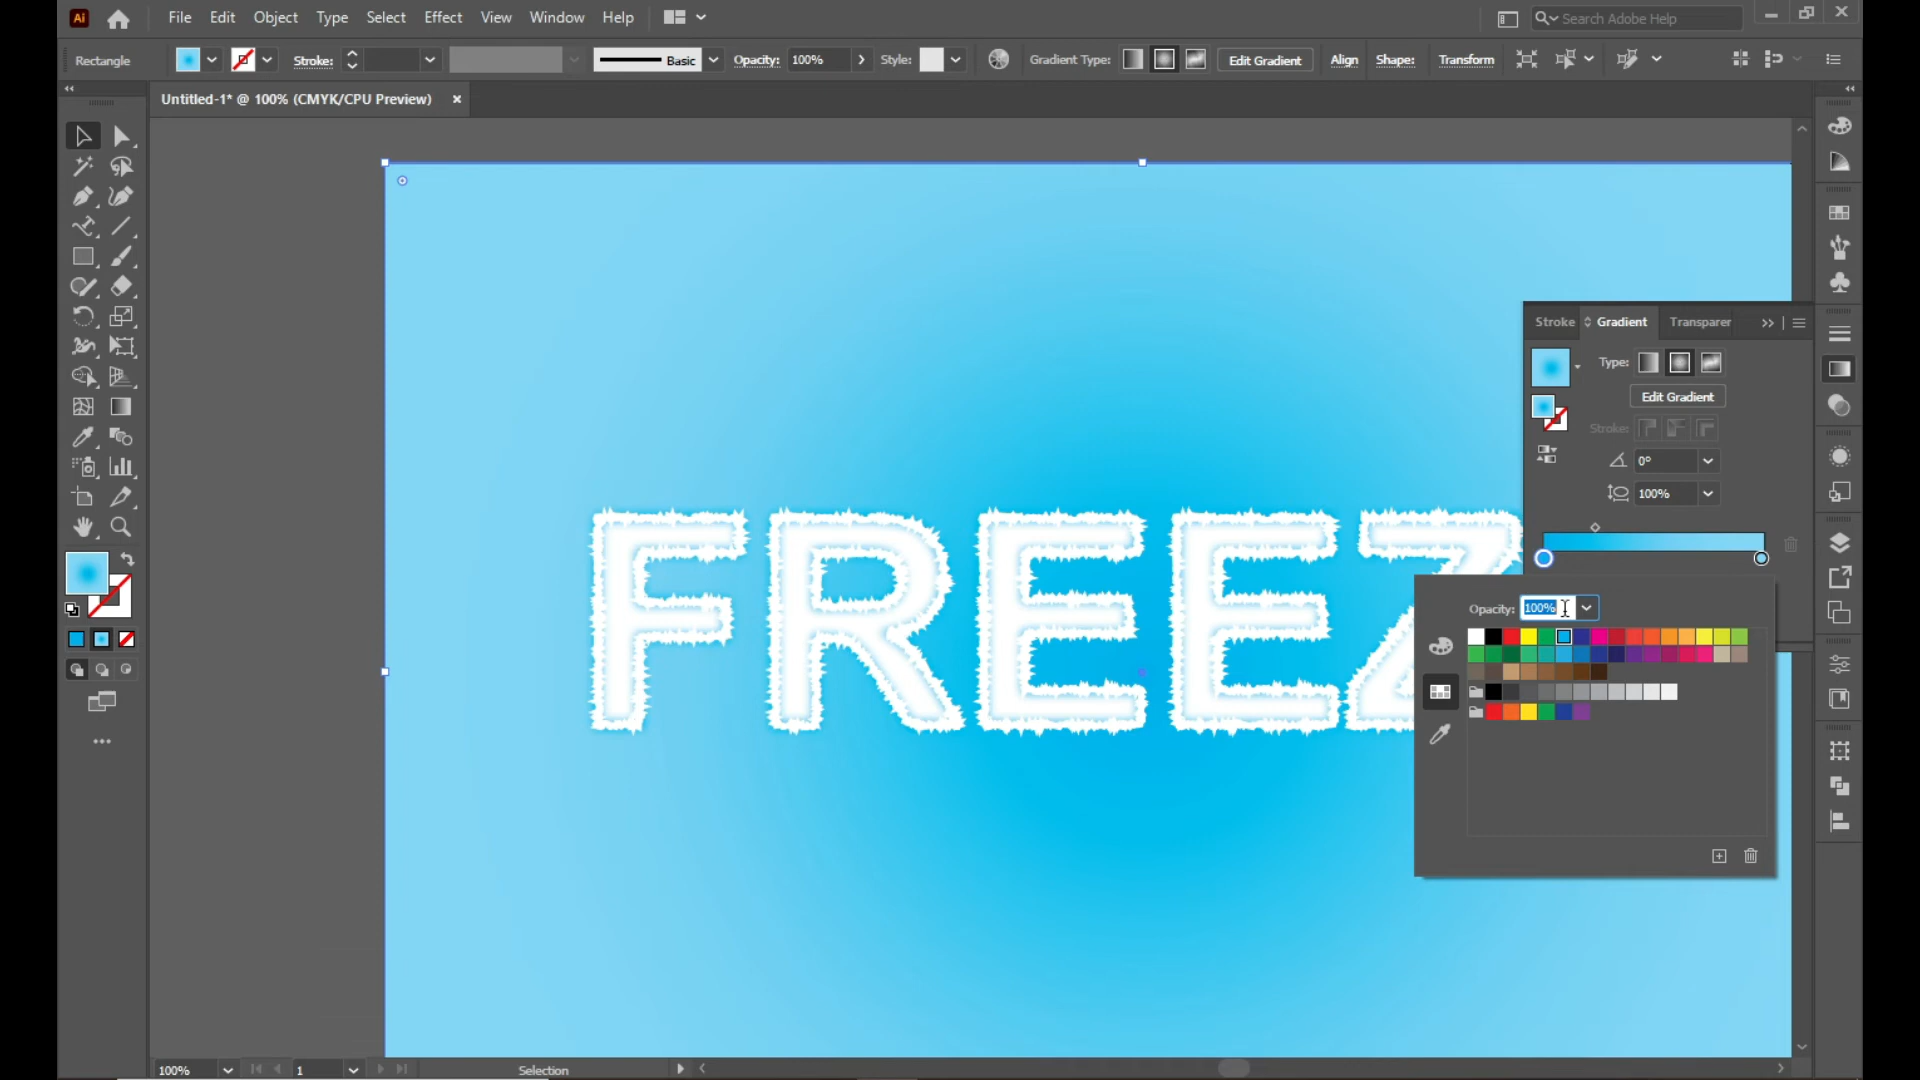 Ai File Edit Object Type Select Effect View Window Help Search Adobe Help
Rectangle Stroke: Basic Opacity: 100% Style: Gradient Type: Edit Gradient Align Shape: Transform
Untitled-1* @ 100% (CMYK/CPU Preview)
Stroke Gradient Transparer
Type:
Edit Gradient
Stroke:
0°
100%
FREEZ
Opacity: 100%
100% 1 Selection